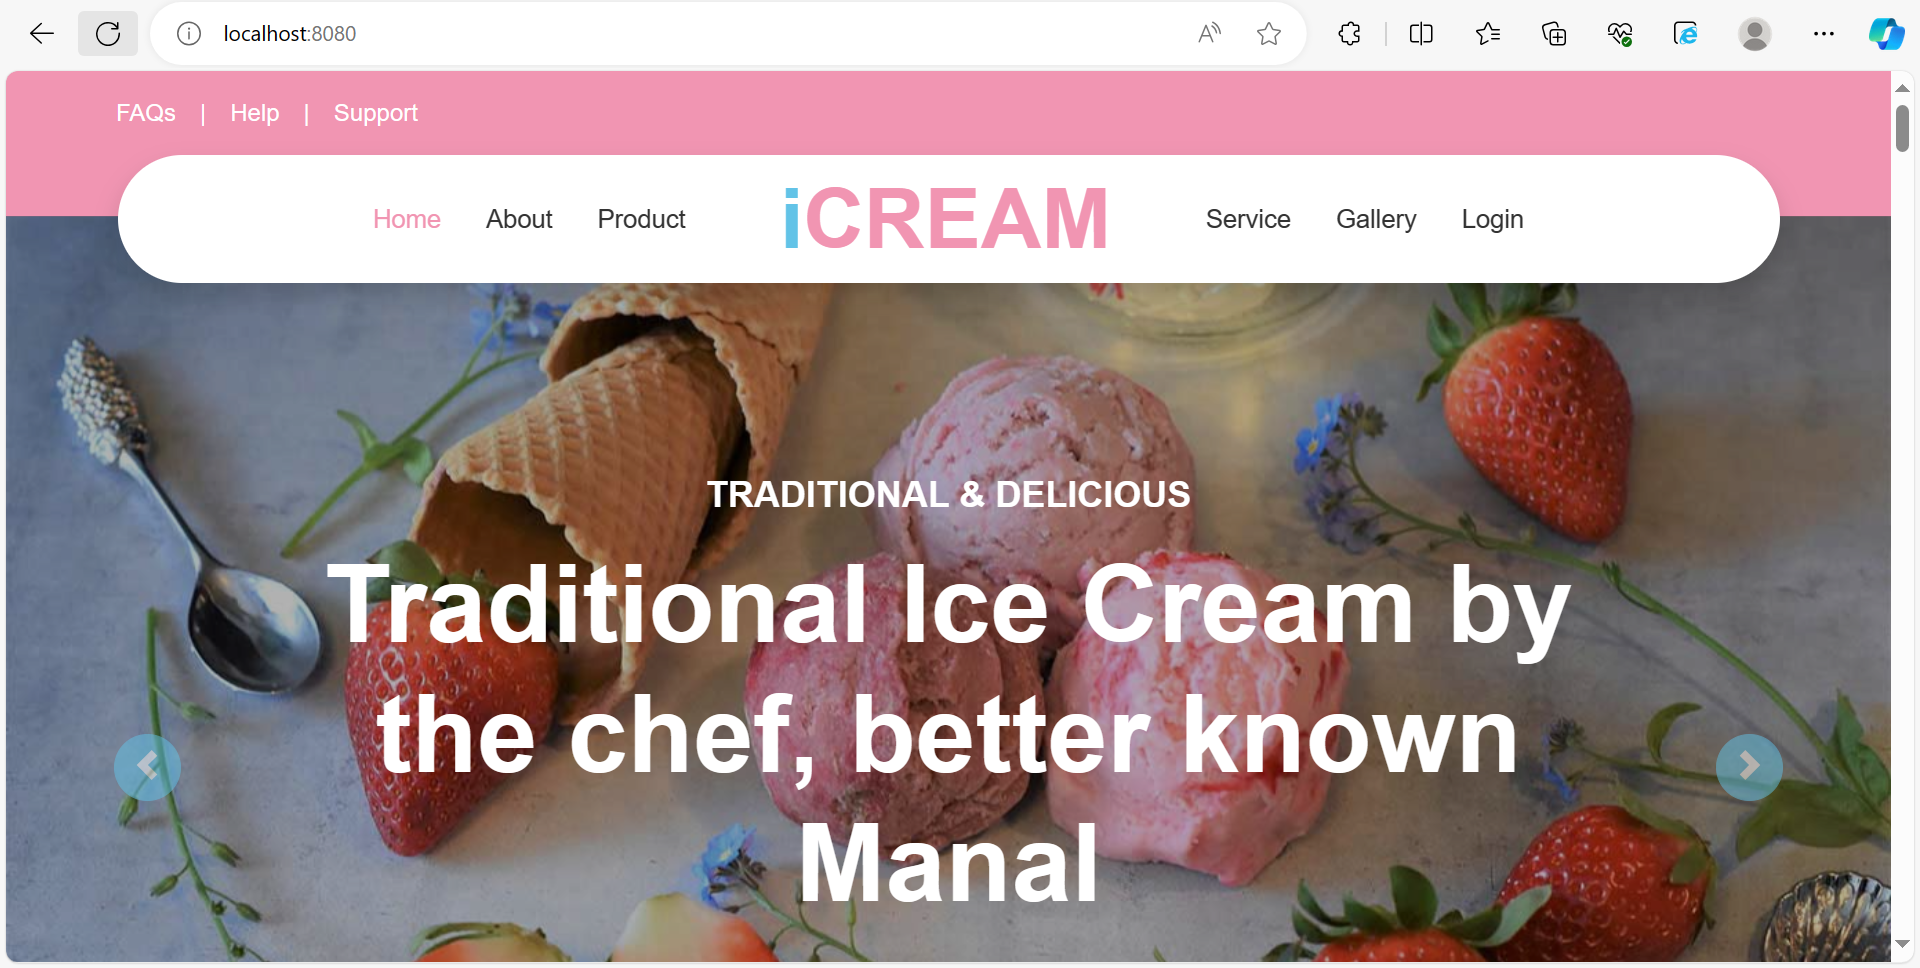 localhost:8080
FAQs | Help | Support
Home About Product iCREAM Service Gallery Login
TRADITIONAL & DELICIOUS
Traditional Ice Cream by
the chef, better known
Manal